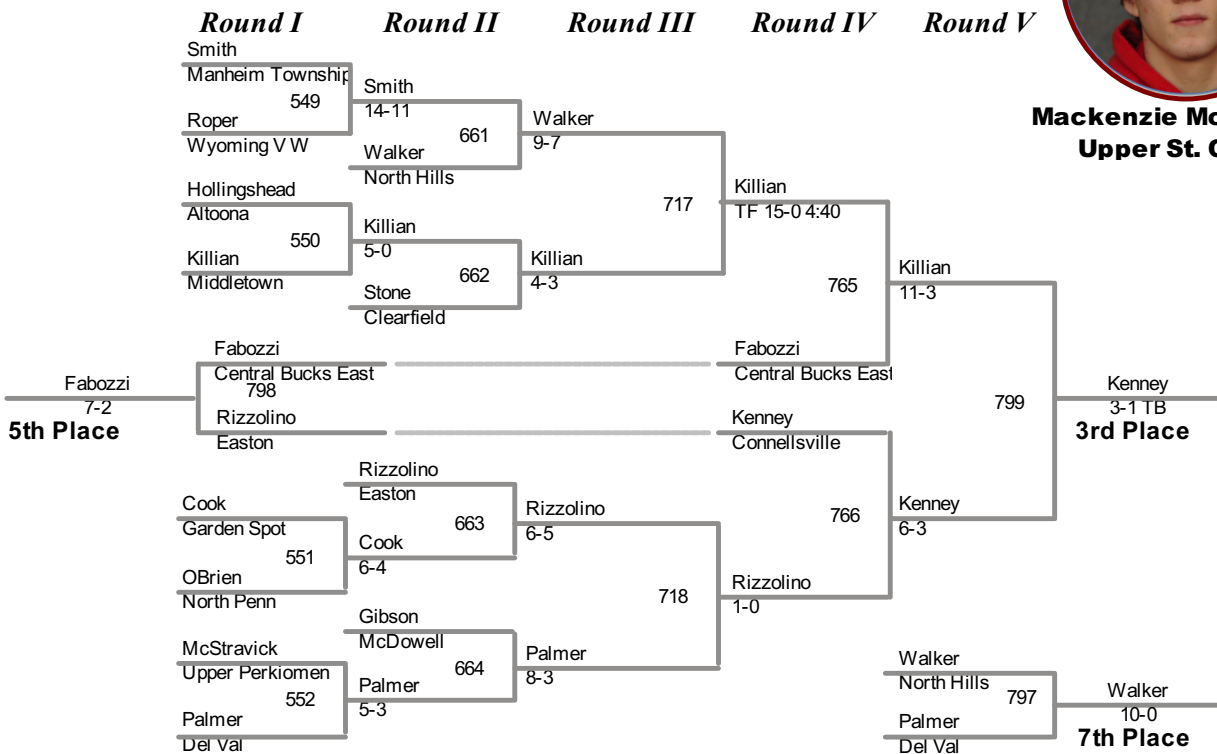 Round I Round II Round III Round IV Round V
Smith
Manheim Township
549
Roper
Wyoming V W
Smith
14-11
661
Walker
North Hills
Walker
9-7
Hollingshead
Altoona
550
Killian
Middletown
Killian
5-0
662
Stone
Clearfield
Killian
4-3
717
Killian
TF 15-0 4:40
765
Killian
11-3
Fabozzi
Central Bucks East
798
Rizzolino
Easton
Fabozzi
7-2
5th Place
Fabozzi
Central Bucks East
Kenney
Connellsville
799
Kenney
3-1 TB
3rd Place
Rizzolino
Easton
663
Cook
Garden Spot
551
OBrien
North Penn
Cook
6-4
Rizzolino
6-5
766
Kenney
6-3
718
Rizzolino
1-0
Gibson
McDowell
664
McStravick
Upper Perkiomen
552
Palmer
Del Val
Palmer
5-3
Palmer
8-3
Walker
North Hills
797
Palmer
Del Val
Walker
10-0
7th Place
Mackenzie
Upper St.